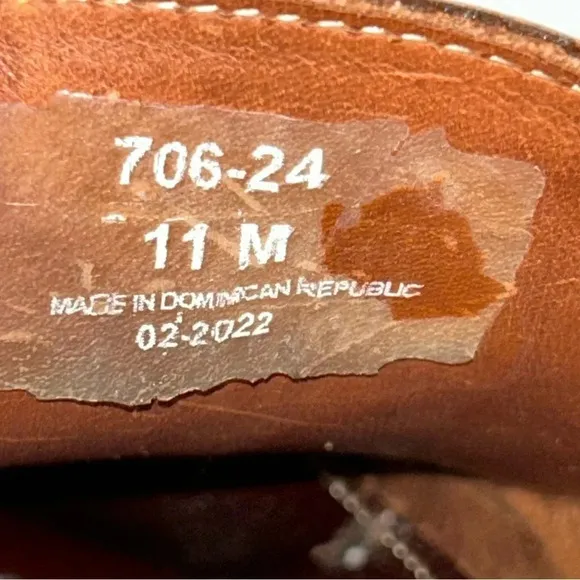 706-24
11 M
MADE IN DOMINICAN REPUBLIC
02-2022